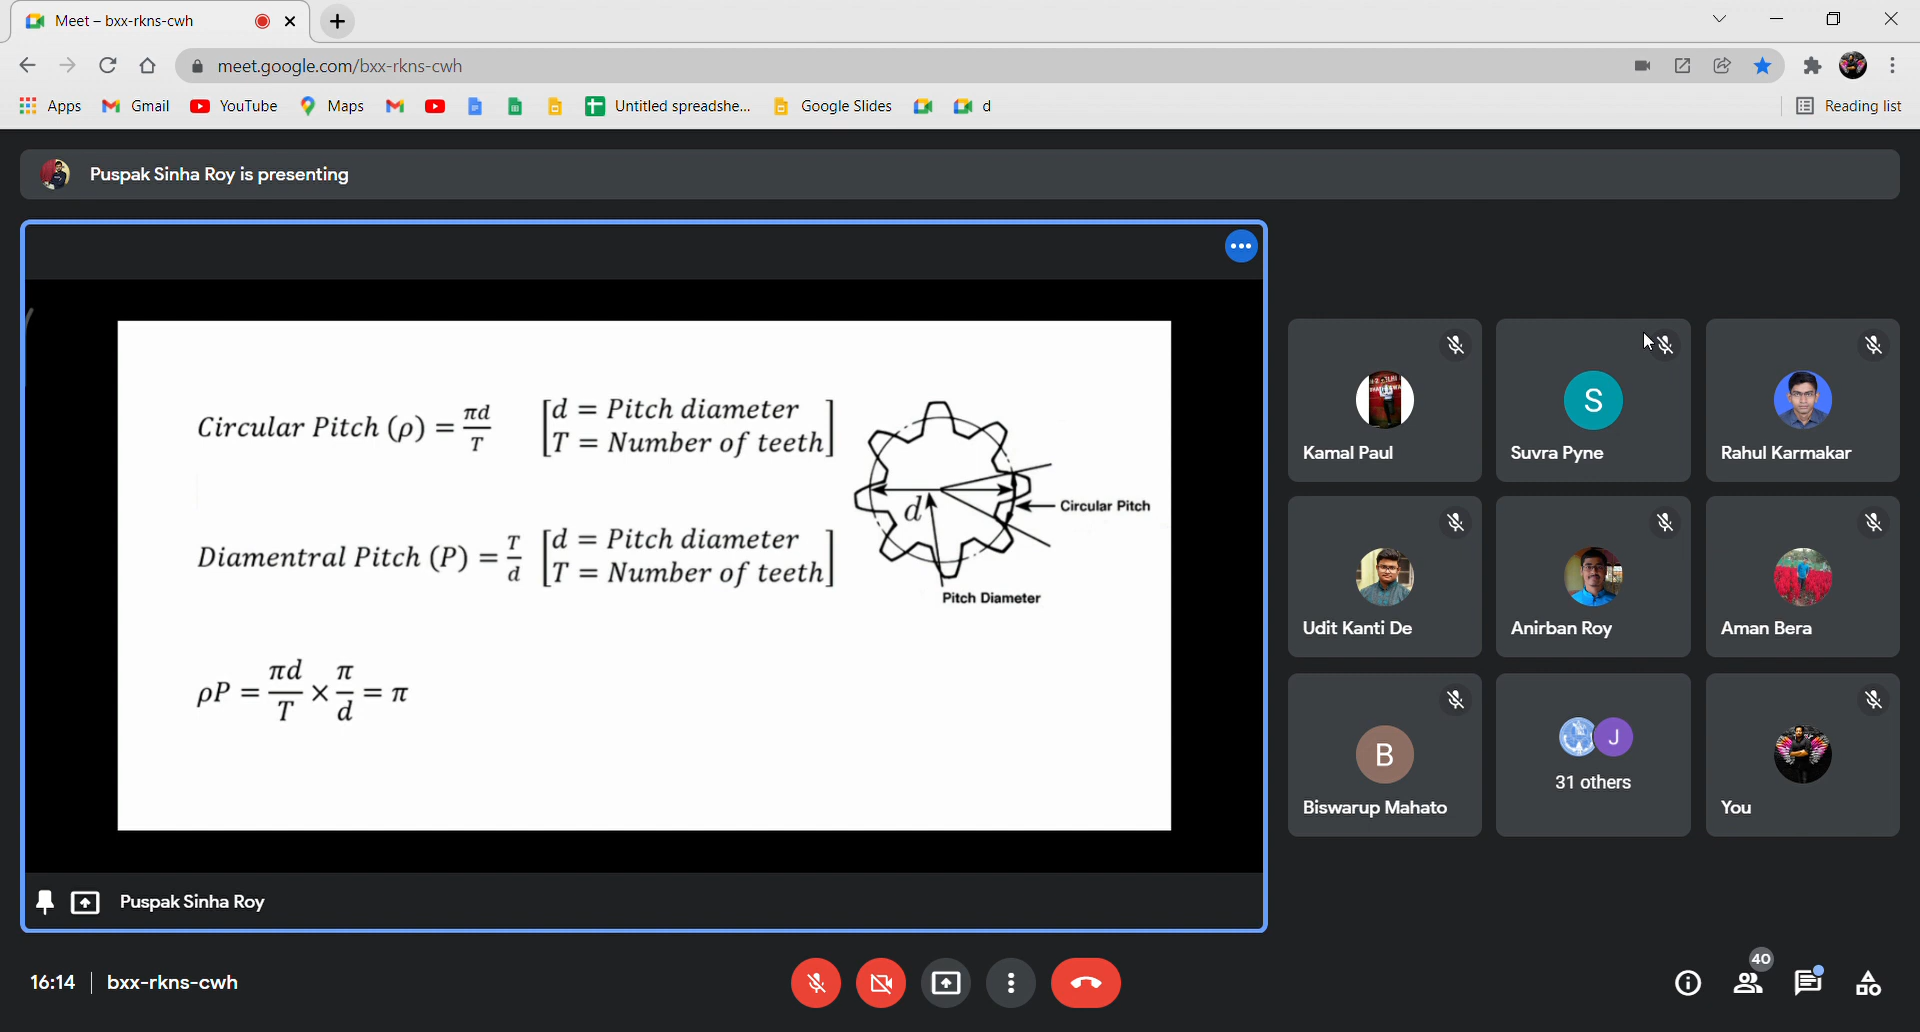 Meet – bxx-rkns-cwh
meet.google.com/bxx-rkns-cwh
Apps Gmail YouTube Maps Untitled spreadshe... Google Slides d Reading list
Puspak Sinha Roy is presenting
Circular Pitch (ρ) = πd/T [d = Pitch diameter
T = Number of teeth]
d
Circular Pitch
Diamentral Pitch (P) = T/d [d = Pitch diameter
T = Number of teeth]
Pitch Diameter
ρP = πd/T × π/d = π
Puspak Sinha Roy
Kamal Paul
S
Suvra Pyne
Rahul Karmakar
Udit Kanti De
Anirban Roy
Aman Bera
B
Biswarup Mahato
J
31 others
You
16:14 | bxx-rkns-cwh
40